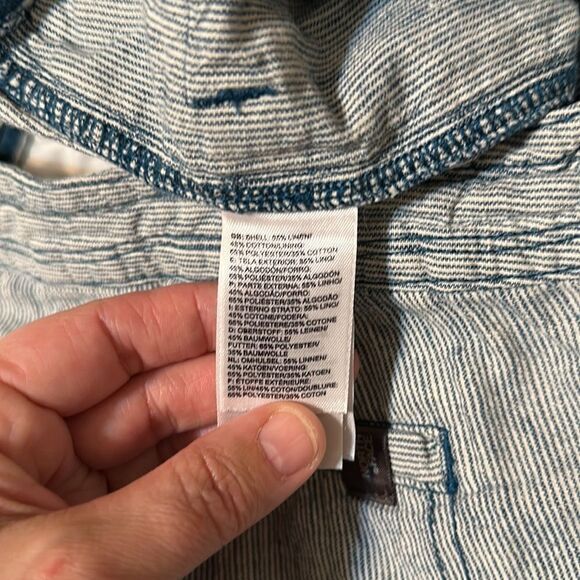 GB: SHELL: 55% LINEN/
45% COTTON/LINING:
65% POLYESTER/35% COTTON
E: TELA EXTERIOR: 55% LINO/
45% ALGODÓN/FORRO:
65% POLIÉSTER/35% ALGODÓN
P: PARTE EXTERNA: 55% LINHO/
45% ALGODÃO/FORRO:
65% POLIÉSTER/35% ALGODÃO
I: ESTERNO STRATO: 55% LINO/
45% COTONE/FODERA:
65% POLIESTERE/35% COTONE
D: OBERSTOFF: 55% LEINEN/
45% BAUMWOLLE/
FUTTER: 65% POLYESTER/
35% BAUMWOLLE
NL: OMHULSEL: 55% LINNEN/
45% KATOEN/VOERING:
65% POLYESTER/35% KATOEN
F: ÉTOFFE EXTÉRIEURE:
55% LIN/45% COTON/DOUBLURE:
65% POLYESTER/35% COTON